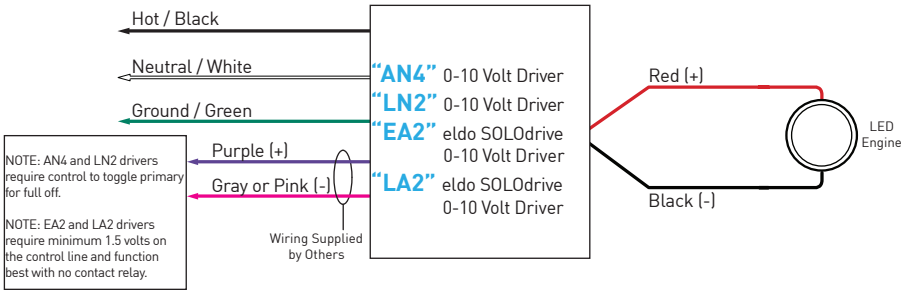 Hot / Black
Neutral / White
Ground / Green
Purple (+)
Gray or Pink (-)
NOTE: AN4 and LN2 drivers
require control to toggle primary
for full off.
NOTE: EA2 and LA2 drivers
require minimum 1.5 volts on
the control line and function
best with no contact relay.
Wiring Supplied
by Others
“AN4” 0-10 Volt Driver
“LN2” 0-10 Volt Driver
“EA2” eldo SOLOdrive
0-10 Volt Driver
“LA2” eldo SOLOdrive
0-10 Volt Driver
Red (+)
Black (-)
LED
Engine